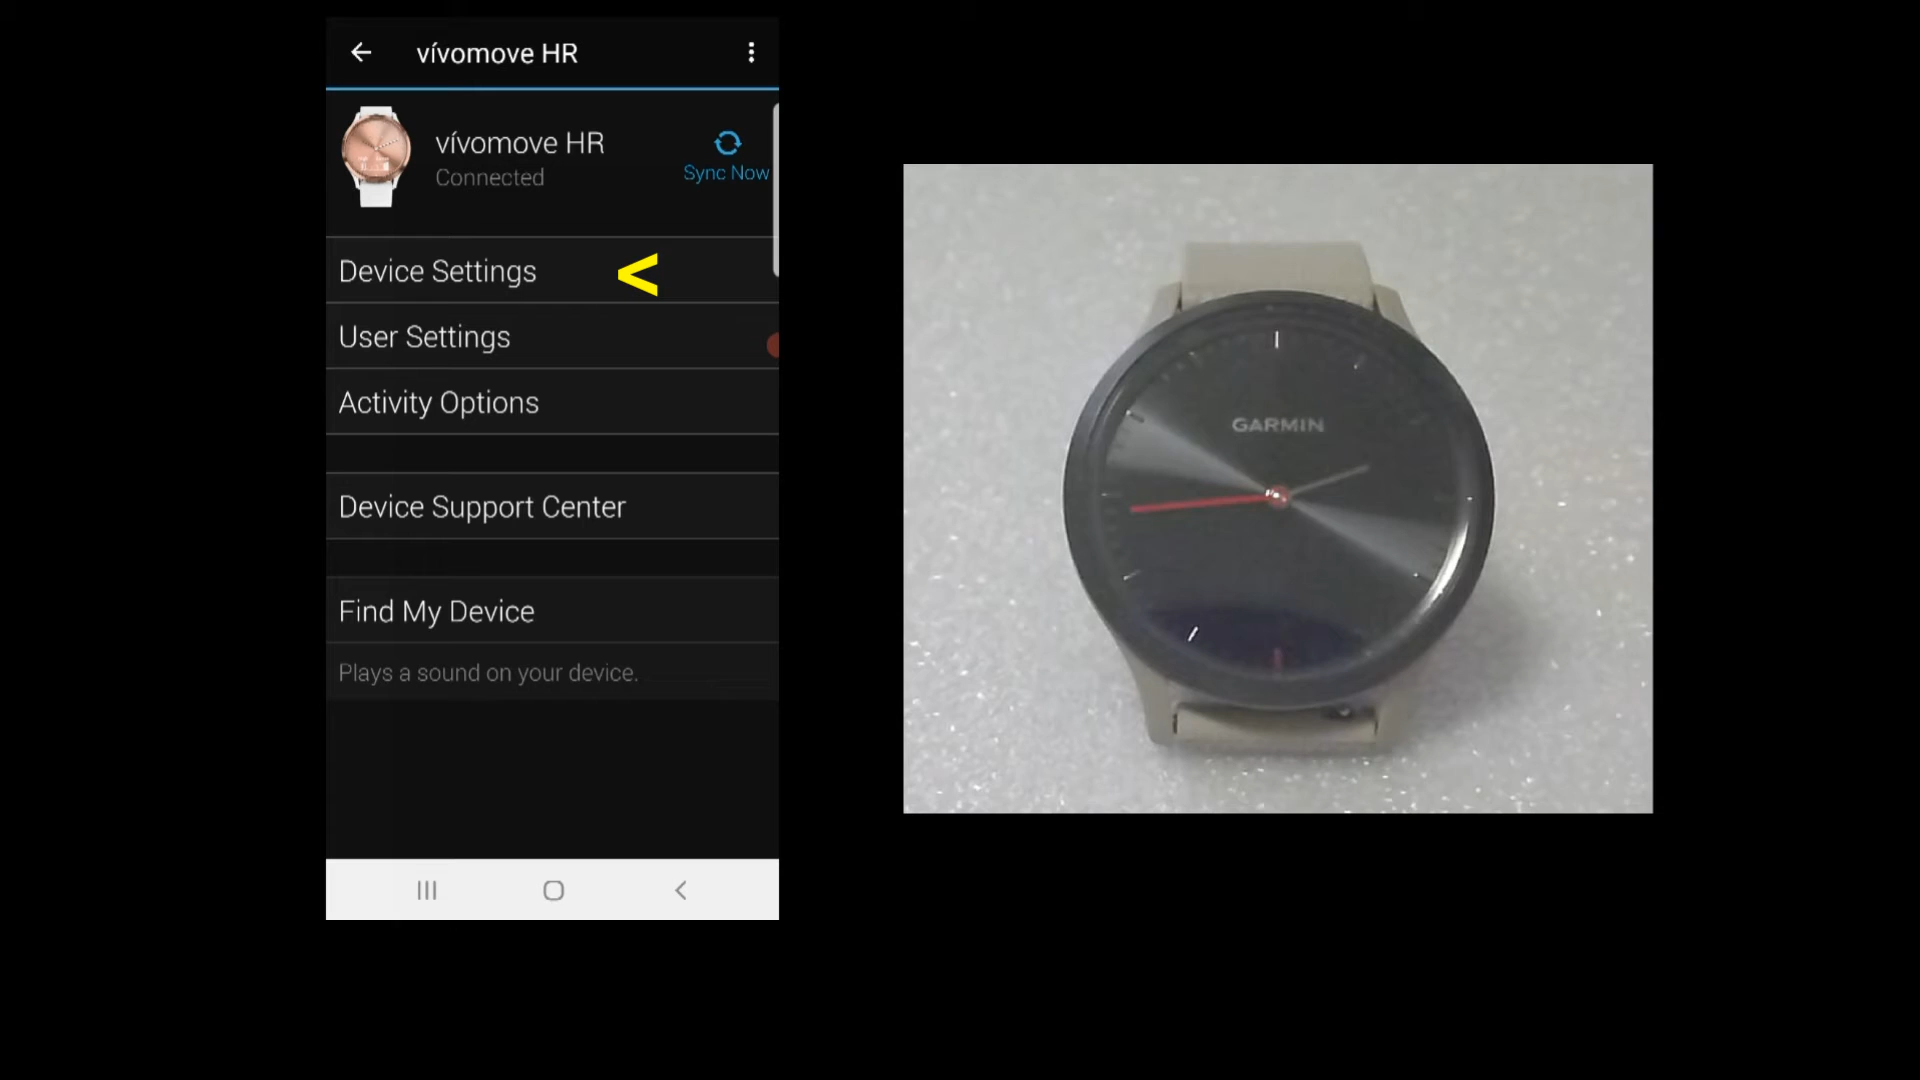 vívomove HR
vívomove HR
Connected
Sync Now
Device Settings <
User Settings
Activity Options
Device Support Center
Find My Device
Plays a sound on your device.
GARMIN